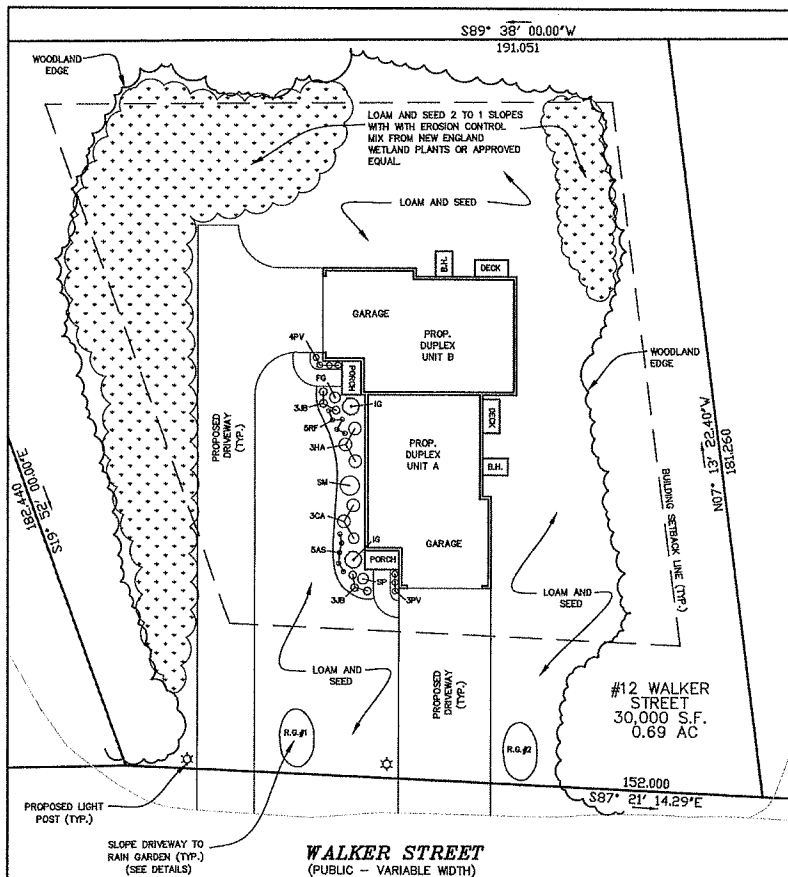 S89° 38' 00.00"W
191.051
WOODLAND
EDGE
LOAM AND SEED 2 TO 1 SLOPES
WITH WITH EROSION CONTROL
MIX FROM NEW ENGLAND
WETLAND PLANTS OR APPROVED
EQUAL
LOAM AND SEED
B.H.
DECK
GARAGE
PROP.
DUPLEX
UNIT B
4PV
PORCH
FG
IG
3JB
5RF
3HA
SM
3CA
5AS
IG
SP
3JB
3PV
PORCH
PROPOSED
DRIVEWAY
(TYP.)
PROP.
DUPLEX
UNIT A
DECK
B.H.
GARAGE
WOODLAND
EDGE
BUILDING SETBACK LINE (TYP.)
N07° 13' 22.40"W
181.260
182.440
S19° 52' 00.00"E
LOAM AND
SEED
LOAM AND
SEED
PROPOSED
DRIVEWAY
(TYP.)
#12 WALKER
STREET
30,000 S.F.
0.69 AC
R.G.#1
R.G.#2
152.000
S87° 21' 14.29"E
PROPOSED LIGHT
POST (TYP.)
SLOPE DRIVEWAY TO
RAIN GARDEN (TYP.)
(SEE DETAILS)
WALKER STREET
(PUBLIC - VARIABLE WIDTH)